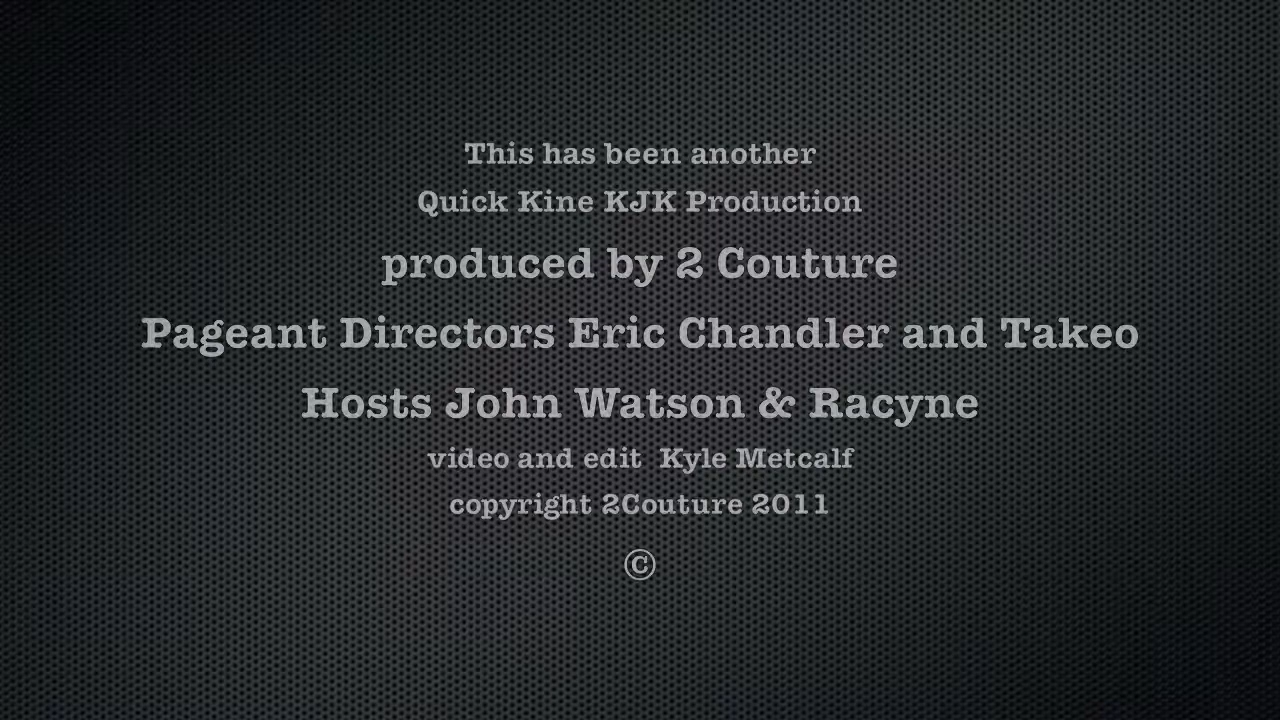 This has been another
Quick Kine KJK Production
produced by 2 Couture
Pageant Directors Eric Chandler and Takeo
Hosts John Watson & Racyne
video and edit  Kyle Metcalf
copyright 2Couture 2011
©